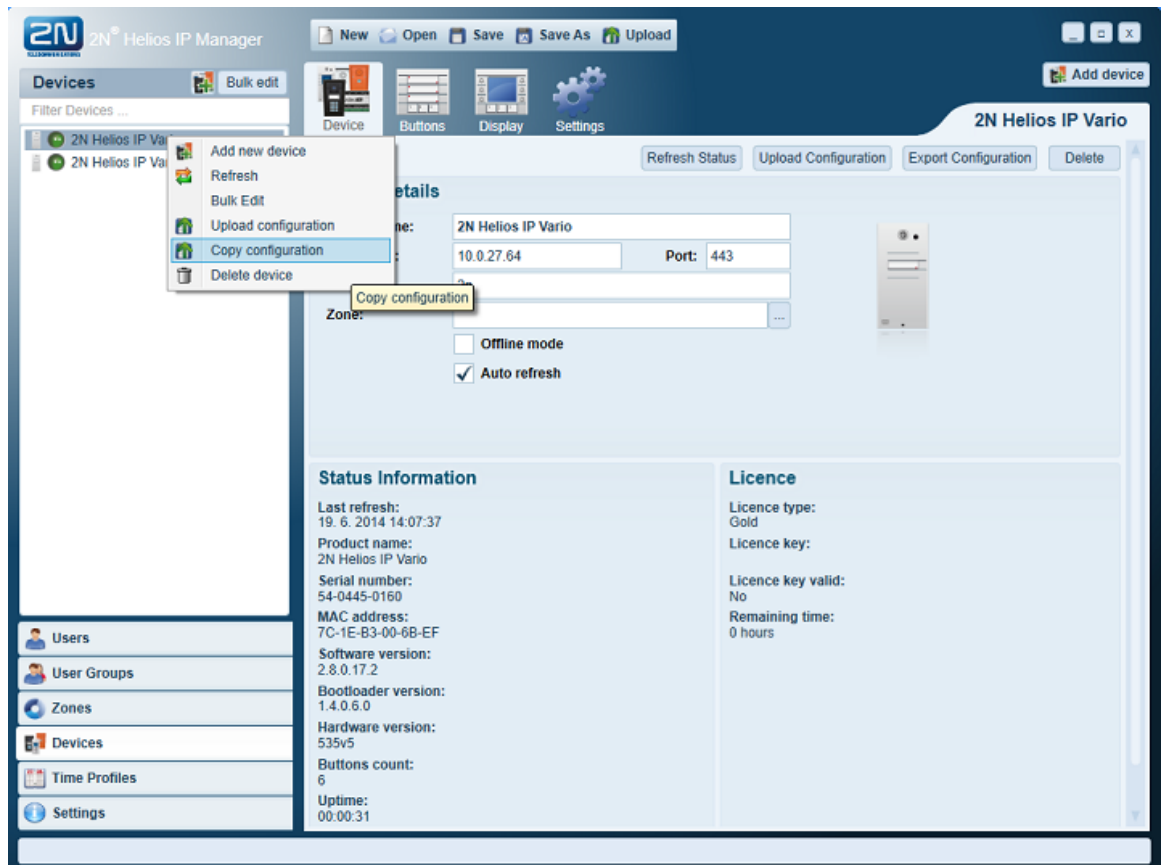 2N
TELECOMMUNICATIONS
2N® Helios IP Manager
New Open Save Save As Upload
_ □ X
Devices Bulk edit
Filter Devices ...
Device Buttons Display Settings
Add device
2N Helios IP Vario
2N Helios IP Va
2N Helios IP Va
Add new device
Refresh
Bulk Edit
Upload configuration
Copy configuration
Delete device
Copy configuration
Refresh Status Upload Configuration Export Configuration Delete
etails
me: 2N Helios IP Vario
: 10.0.27.64 Port: 443
Zone: ...
Offline mode
Auto refresh
Status Information
Last refresh:
19. 6. 2014 14:07:37
Product name:
2N Helios IP Vario
Serial number:
54-0445-0160
MAC address:
7C-1E-B3-00-6B-EF
Software version:
2.8.0.17.2
Bootloader version:
1.4.0.6.0
Hardware version:
535v5
Buttons count:
6
Uptime:
00:00:31
Licence
Licence type:
Gold
Licence key:
Licence key valid:
No
Remaining time:
0 hours
Users
User Groups
Zones
Devices
Time Profiles
Settings